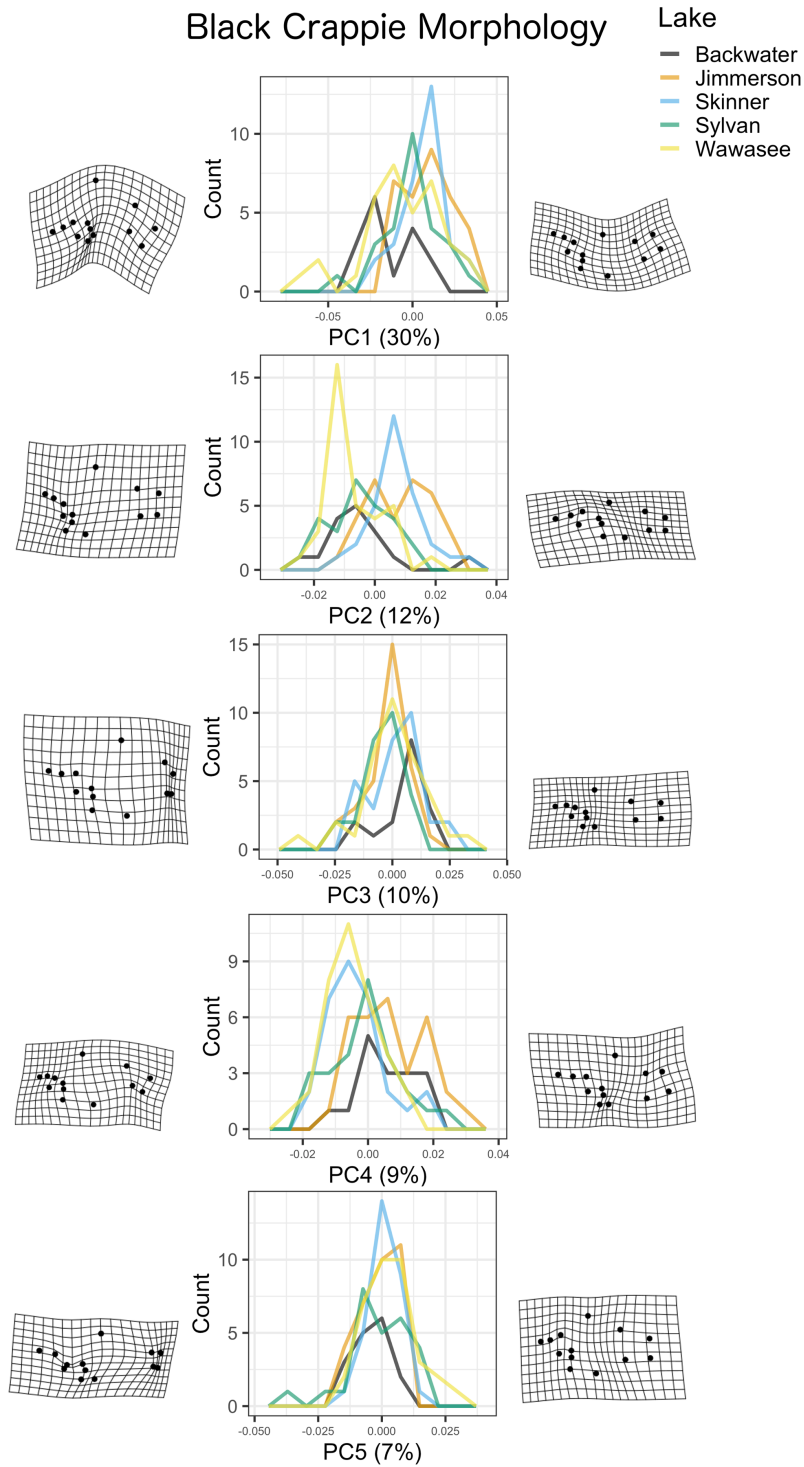 Black Crappie Morphology
Lake
Backwater
Jimmerson
Skinner
Sylvan
Wawasee
Count
10
5
0
-0.05 0.00 0.05
PC1 (30%)
Count
15
10
5
0
-0.02 0.00 0.02 0.04
PC2 (12%)
Count
15
10
5
0
-0.050 -0.025 0.000 0.025 0.050
PC3 (10%)
Count
9
6
3
0
-0.02 0.00 0.02 0.04
PC4 (9%)
Count
10
5
0
-0.050 -0.025 0.000 0.025
PC5 (7%)